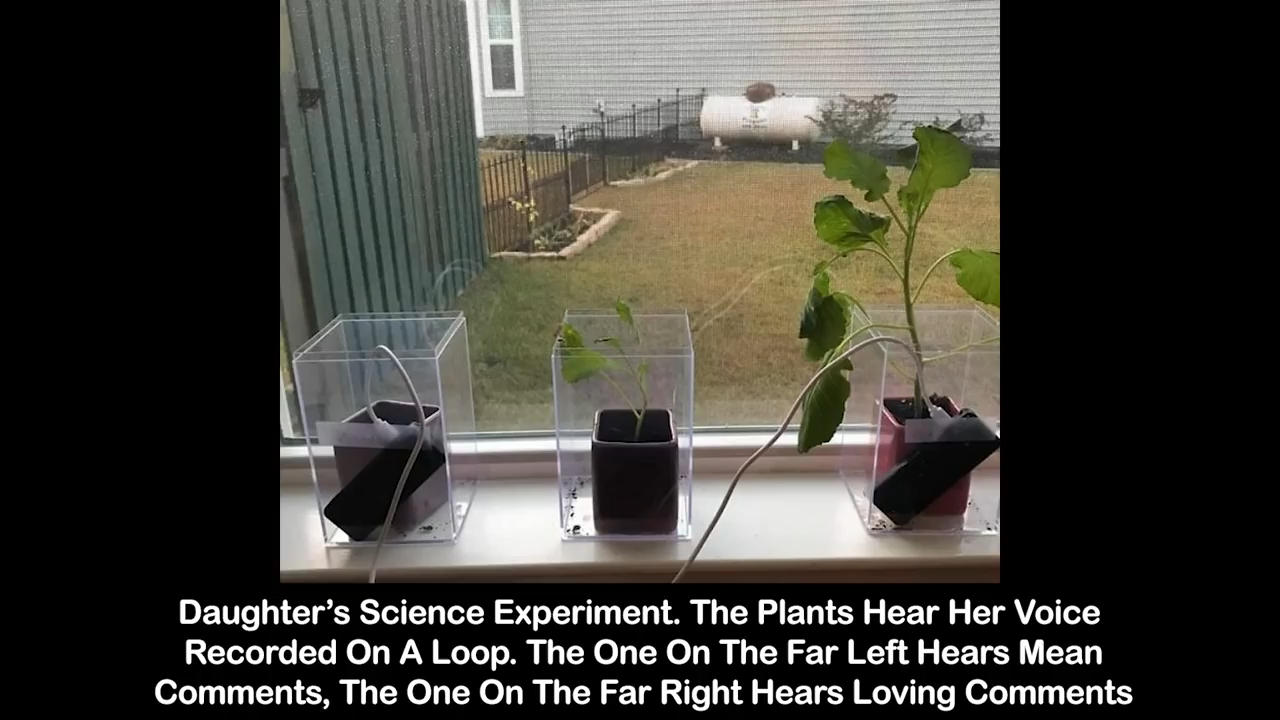 Daughter's Science Experiment. The Plants Hear Her Voice
Recorded On A Loop. The One On The Far Left Hears Mean
Comments, The One On The Far Right Hears Loving Comments